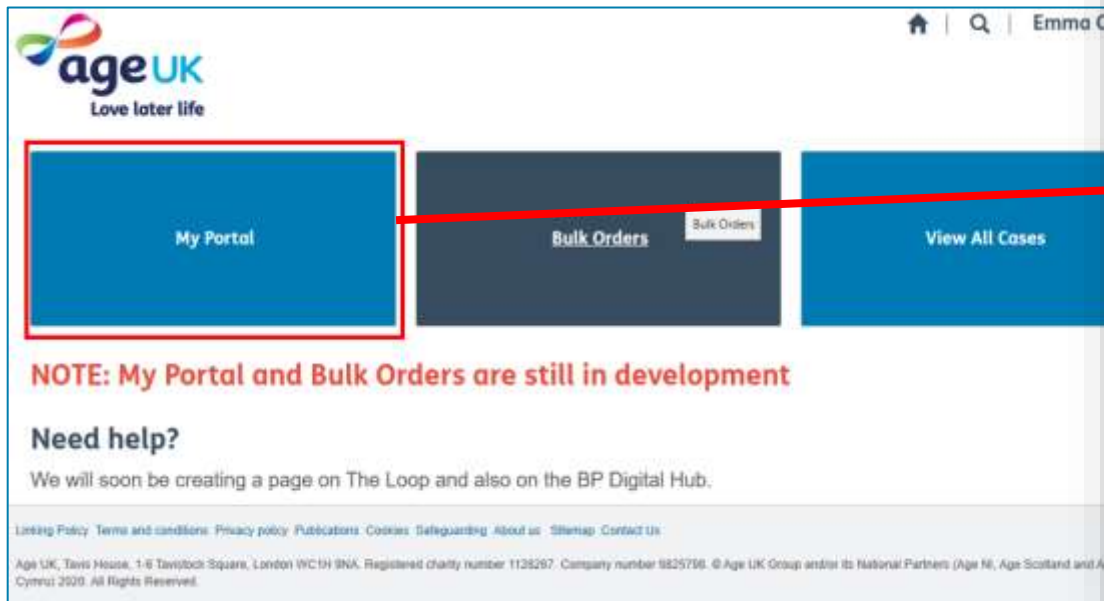 Emma
ageUK
Love later life
My Portal
Bulk Orders
Bulk Orders
View All Cases
NOTE: My Portal and Bulk Orders are still in development
Need help?
We will soon be creating a page on The Loop and also on the BP Digital Hub.
Linking Policy Terms and conditions Privacy policy Publications Cookies Safeguarding About us Sitemap Contact Us
Age UK, Tavis House, 1-6 Tavistock Square, London WC1H 9NA. Registered charity number 1128267. Company number 6825798. © Age UK Group and/or its National Partners (Age NI, Age Scotland and
Cymru) 2020. All Rights Reserved.